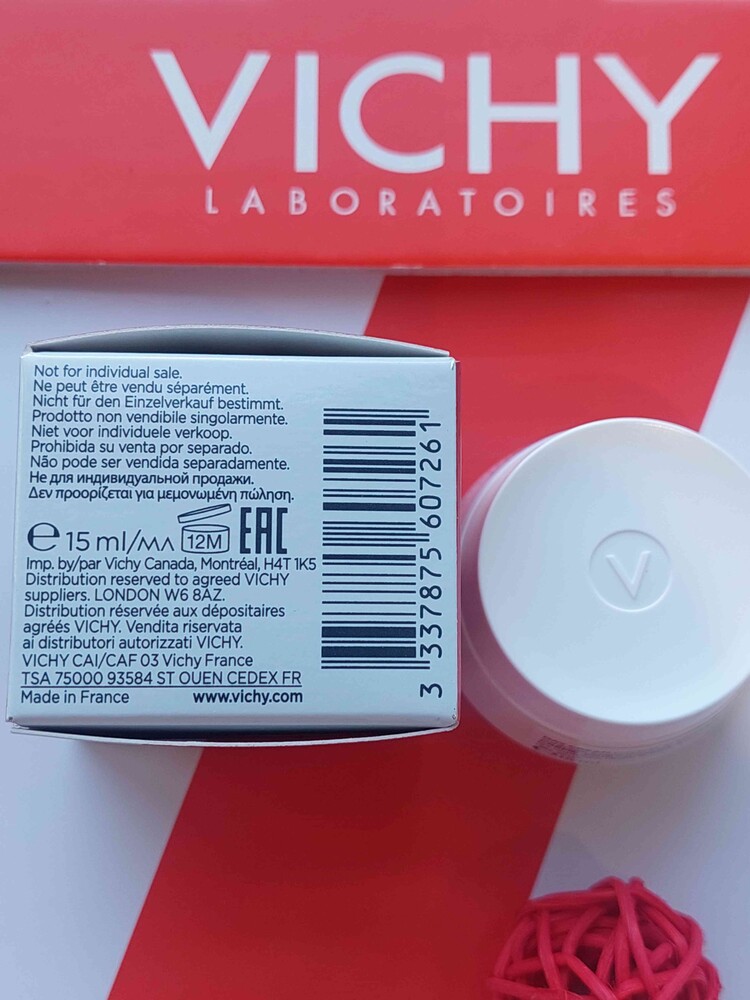 VICHY
LABORATOIRES
Not for individual sale.
Ne peut être vendu séparément.
Nicht für den Einzelverkauf bestimmt.
Prodotto non vendibile singolarmente.
Niet voor individuele verkoop.
Prohibida su venta por separado.
Não pode ser vendida separadamente.
Не для индивидуальной продажи.
Δεν προορίζεται για μεμονωμένη πώληση.
℮ 15 ml/мл 12M EAC
Imp. by/par Vichy Canada, Montréal, H4T 1K5
Distribution reserved to agreed VICHY
suppliers. LONDON W6 8AZ.
Distribution réservée aux dépositaires
agréés VICHY. Vendita riservata
ai distributori autorizzati VICHY.
VICHY CAI/CAF 03 Vichy France
TSA 75000 93584 ST OUEN CEDEX FR
Made in France www.vichy.com
3 337875 607261
V